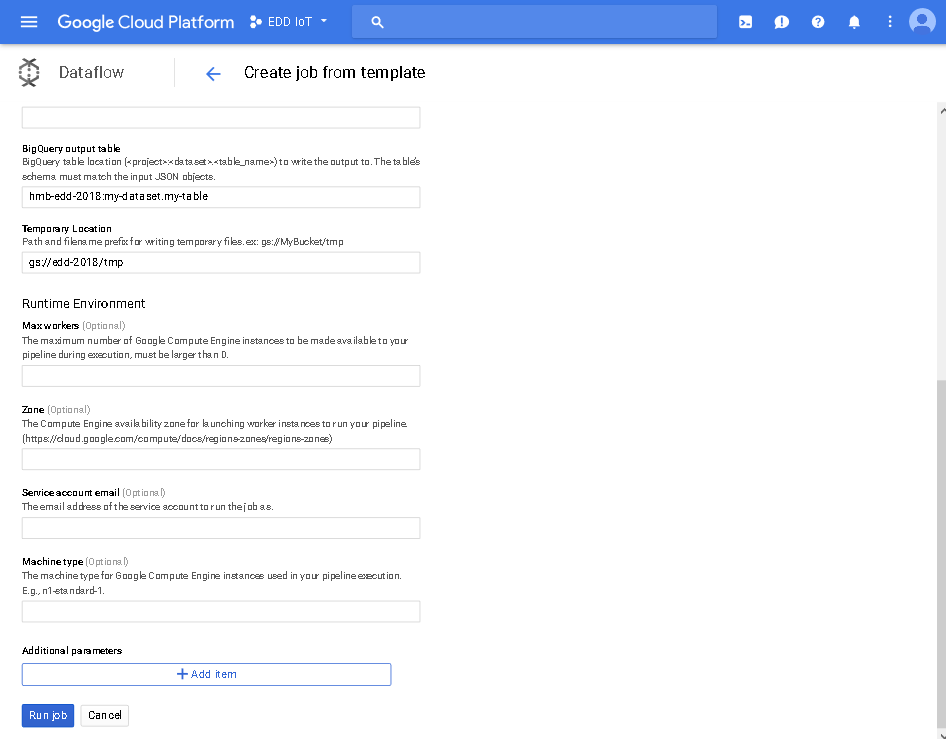 Google Cloud Platform EDD IoT
Dataflow
Create job from template
BigQuery output table
BigQuery table location (<project>:<dataset>.<table_name>) to write the output to. The table's
schema must match the input JSON objects.
hmb-edd-2018:my-dataset.my-table
Temporary Location
Path and filename prefix for writing temporary files. ex: gs://MyBucket/tmp
gs://edd-2018/tmp
Runtime Environment
Max workers (Optional)
The maximum number of Google Compute Engine instances to be made available to your
pipeline during execution, must be larger than 0.
Zone (Optional)
The Compute Engine availability zone for launching worker instances to run your pipeline.
(https://cloud.google.com/compute/docs/regions-zones/regions-zones)
Service account email (Optional)
The email address of the service account to run the job as.
Machine type (Optional)
The machine type for Google Compute Engine instances used in your pipeline execution.
E.g., n1-standard-1.
Additional parameters
+ Add item
Run job Cancel